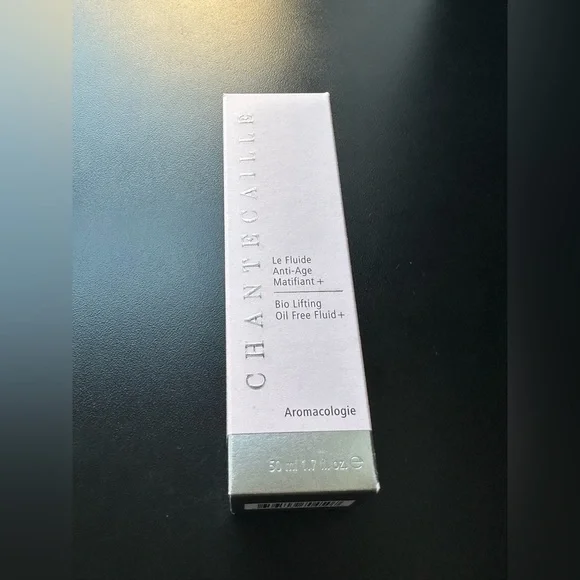 CHANTECAILLE
Le Fluide
Anti-Age
Matifiant+
Bio Lifting
Oil Free Fluid+
Aromacologie
50 ml 1.7 fl. oz. e